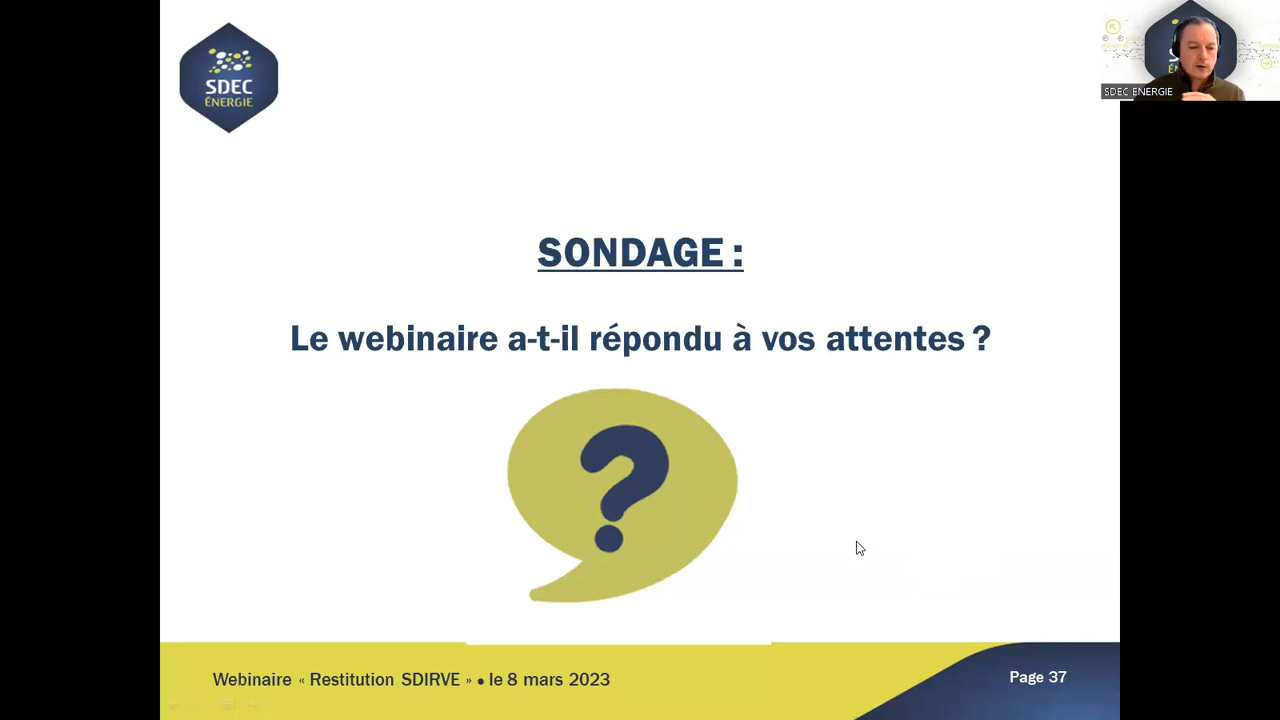 SDEC
ÉNERGIE
SDEC ENERGIE
SONDAGE :
Le webinaire a-t-il répondu à vos attentes ?
?
Webinaire « Restitution SDIRVE » • le 8 mars 2023
Page 37